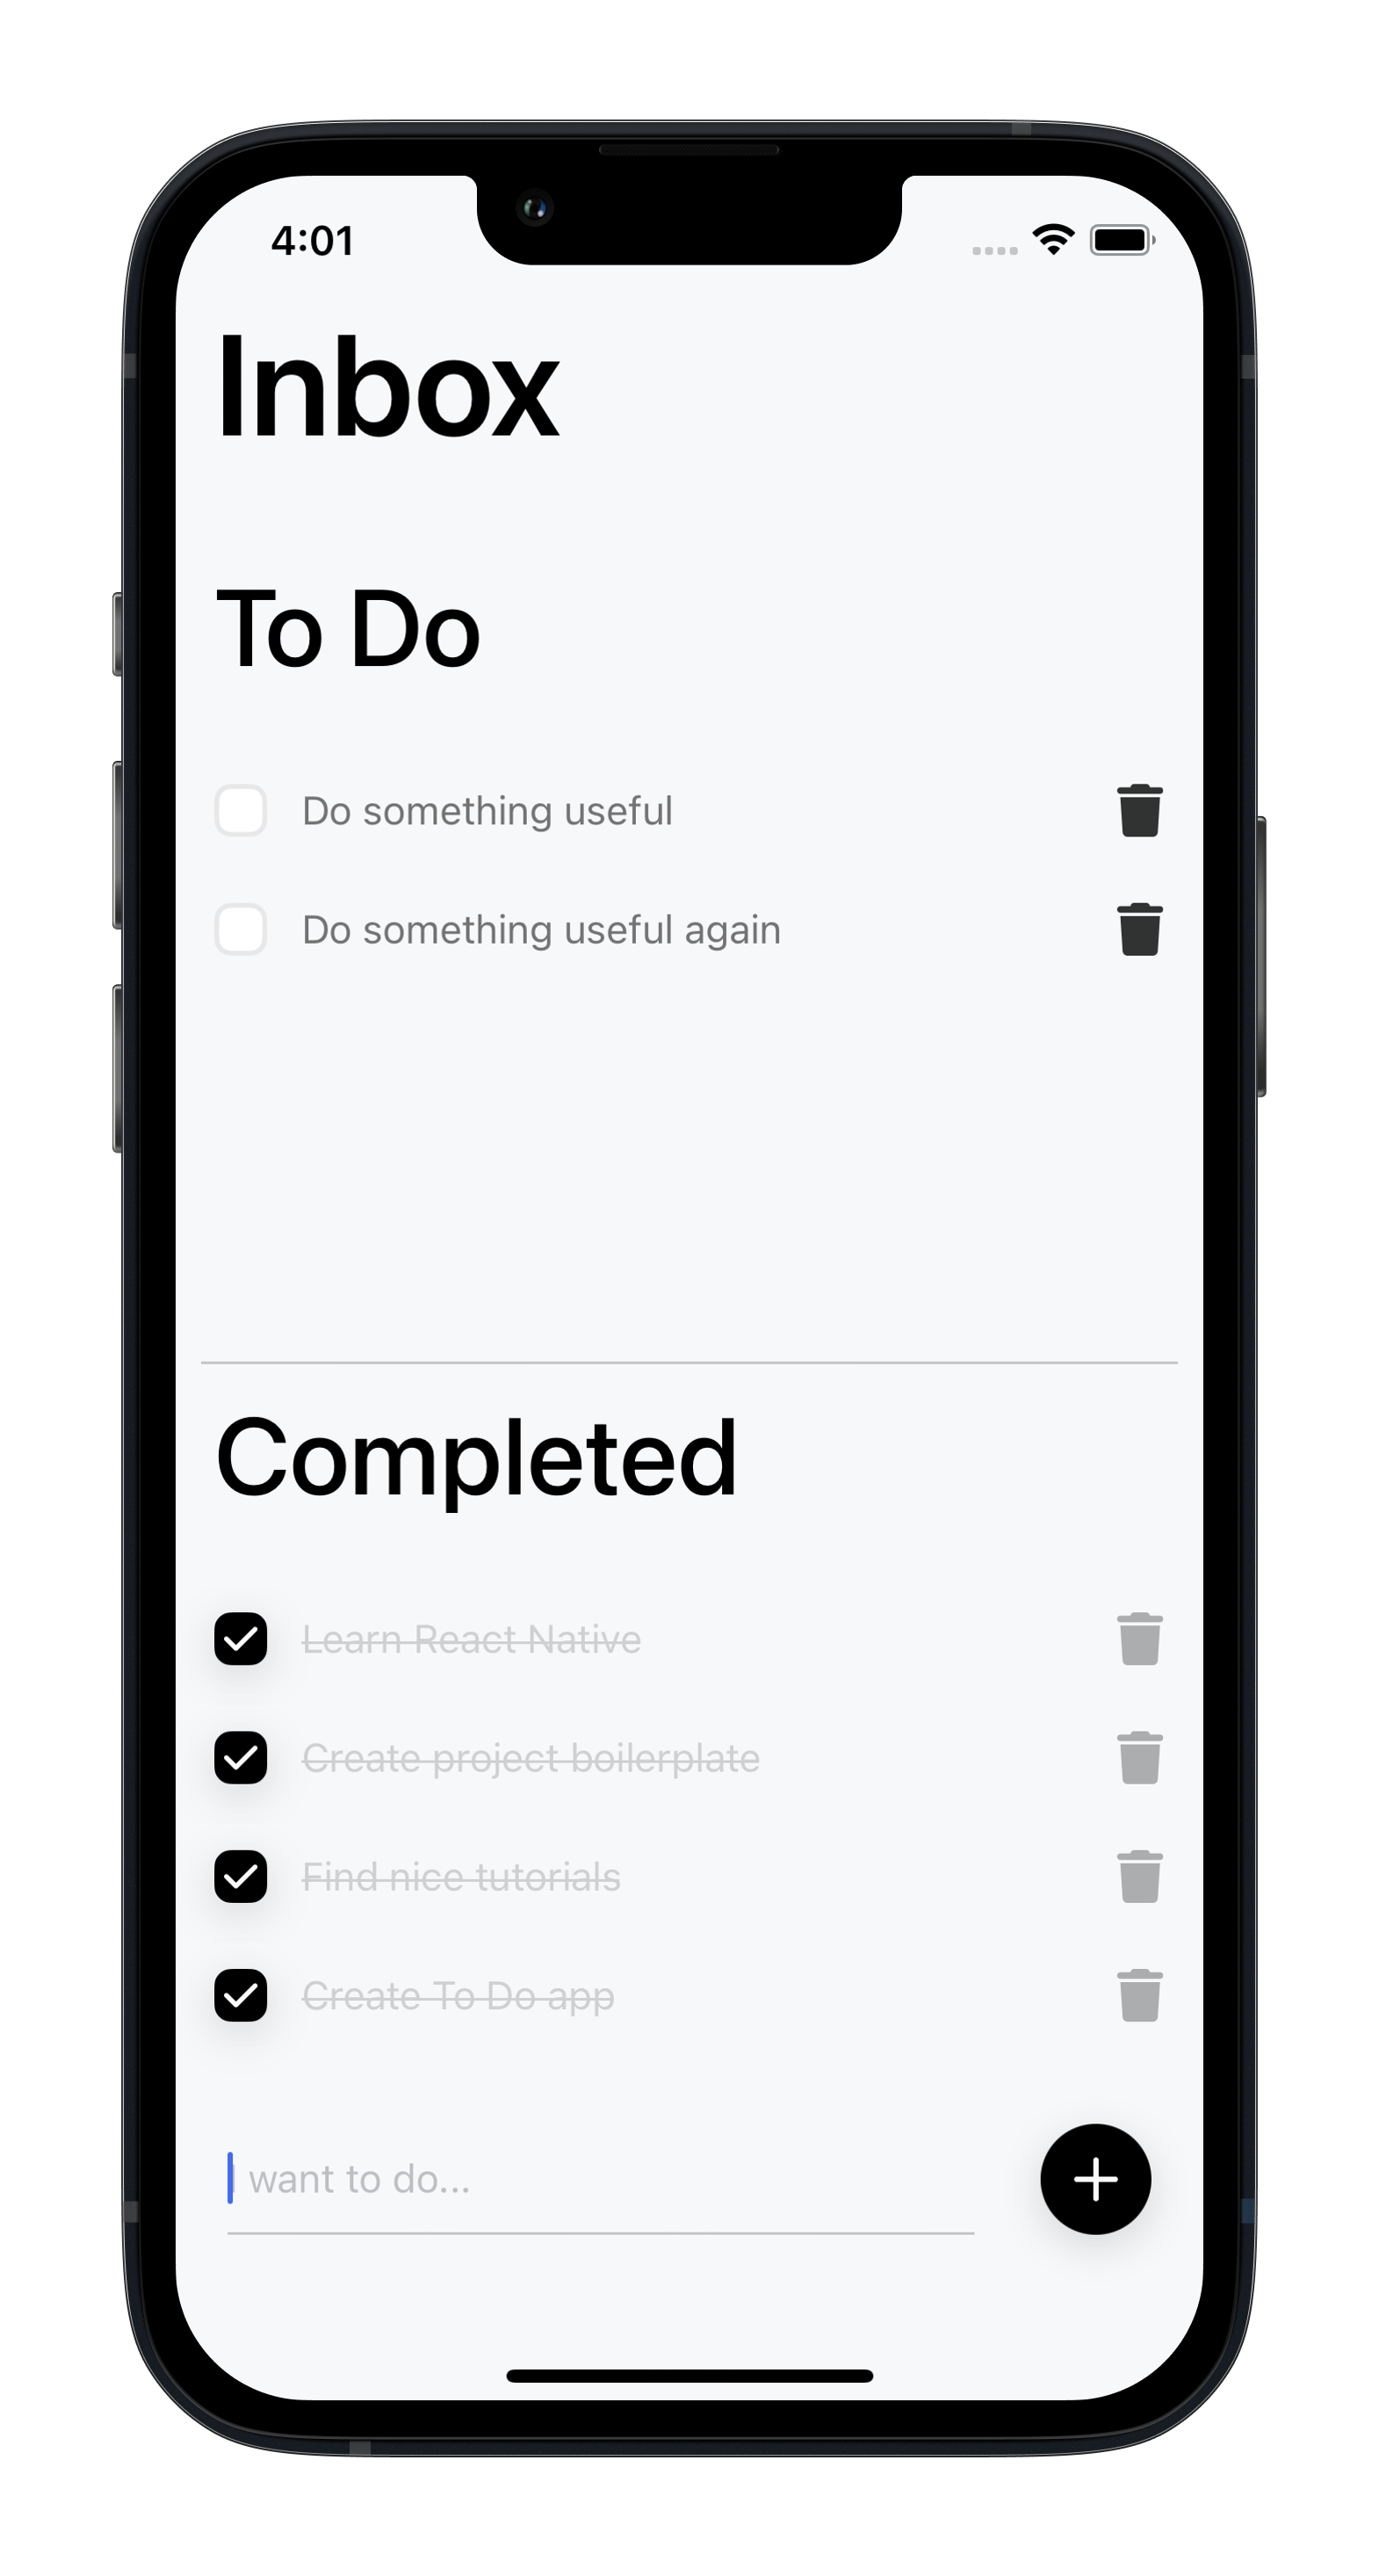 4:01
Inbox
To Do
Do something useful
Do something useful again
Completed
Learn React Native
Create project boilerplate
Find nice tutorials
Create To Do app
I want to do...